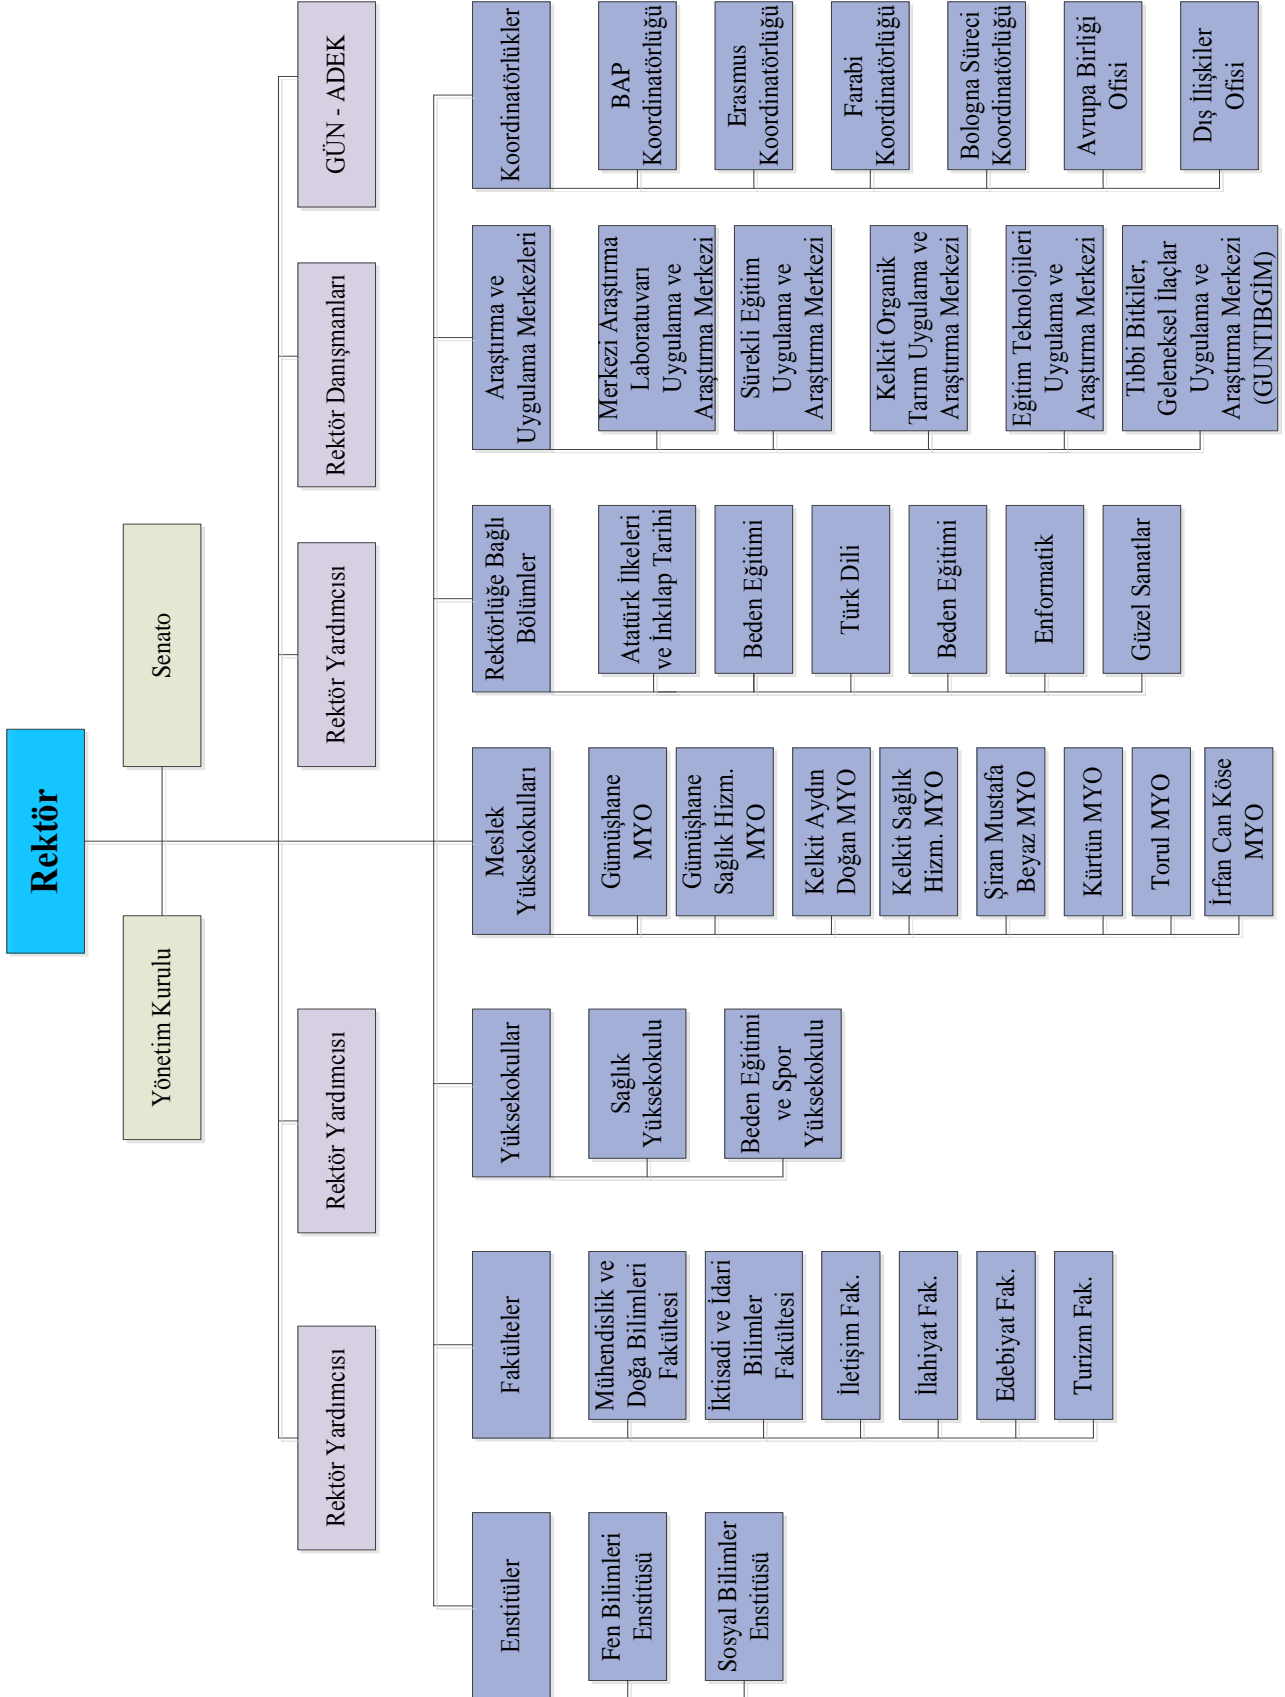 Rektör
Yönetim Kurulu
Senato
Rektör Yardımcısı
Rektör Yardımcısı
Rektör Yardımcısı
Rektör Danışmanları
GÜN - ADEK
Enstitüler
Fen Bilimleri
Enstitüsü
Sosyal Bilimler
Enstitüsü
Fakülteler
Mühendislik ve
Doğa Bilimleri
Fakültesi
İktisadi ve İdari
Bilimler
Fakültesi
İletişim Fak.
İlahiyat Fak.
Edebiyat Fak.
Turizm Fak.
Yüksekokullar
Sağlık
Yüksekokulu
Beden Eğitimi
ve Spor
Yüksekokulu
Meslek
Yüksekokulları
Gümüşhane
MYO
Gümüşhane
Sağlık Hizm.
MYO
Kelkit Aydın
Doğan MYO
Kelkit Sağlık
Hizm. MYO
Şiran Mustafa
Beyaz MYO
Kürtün MYO
Torul MYO
İrfan Can Köse
MYO
Rektörlüğe Bağlı
Bölümler
Atatürk İlkeleri
ve İnkılap Tarihi
Beden Eğitimi
Türk Dili
Beden Eğitimi
Enformatik
Güzel Sanatlar
Araştırma ve
Uygulama Merkezleri
Merkezi Araştırma
Laboratuvarı
Uygulama ve
Araştırma Merkezi
Sürekli Eğitim
Uygulama ve
Araştırma Merkezi
Kelkit Organik
Tarım Uygulama ve
Araştırma Merkezi
Eğitim Teknolojileri
Uygulama ve
Araştırma Merkezi
Tıbbi Bitkiler,
Geleneksel İlaçlar
Uygulama ve
Araştırma Merkezi
(GUNTIBGİM)
Koordinatörlükler
BAP
Koordinatörlüğü
Erasmus
Koordinatörlüğü
Farabi
Koordinatörlüğü
Bologna Süreci
Koordinatörlüğü
Avrupa Birliği
Ofisi
Dış İlişkiler
Ofisi